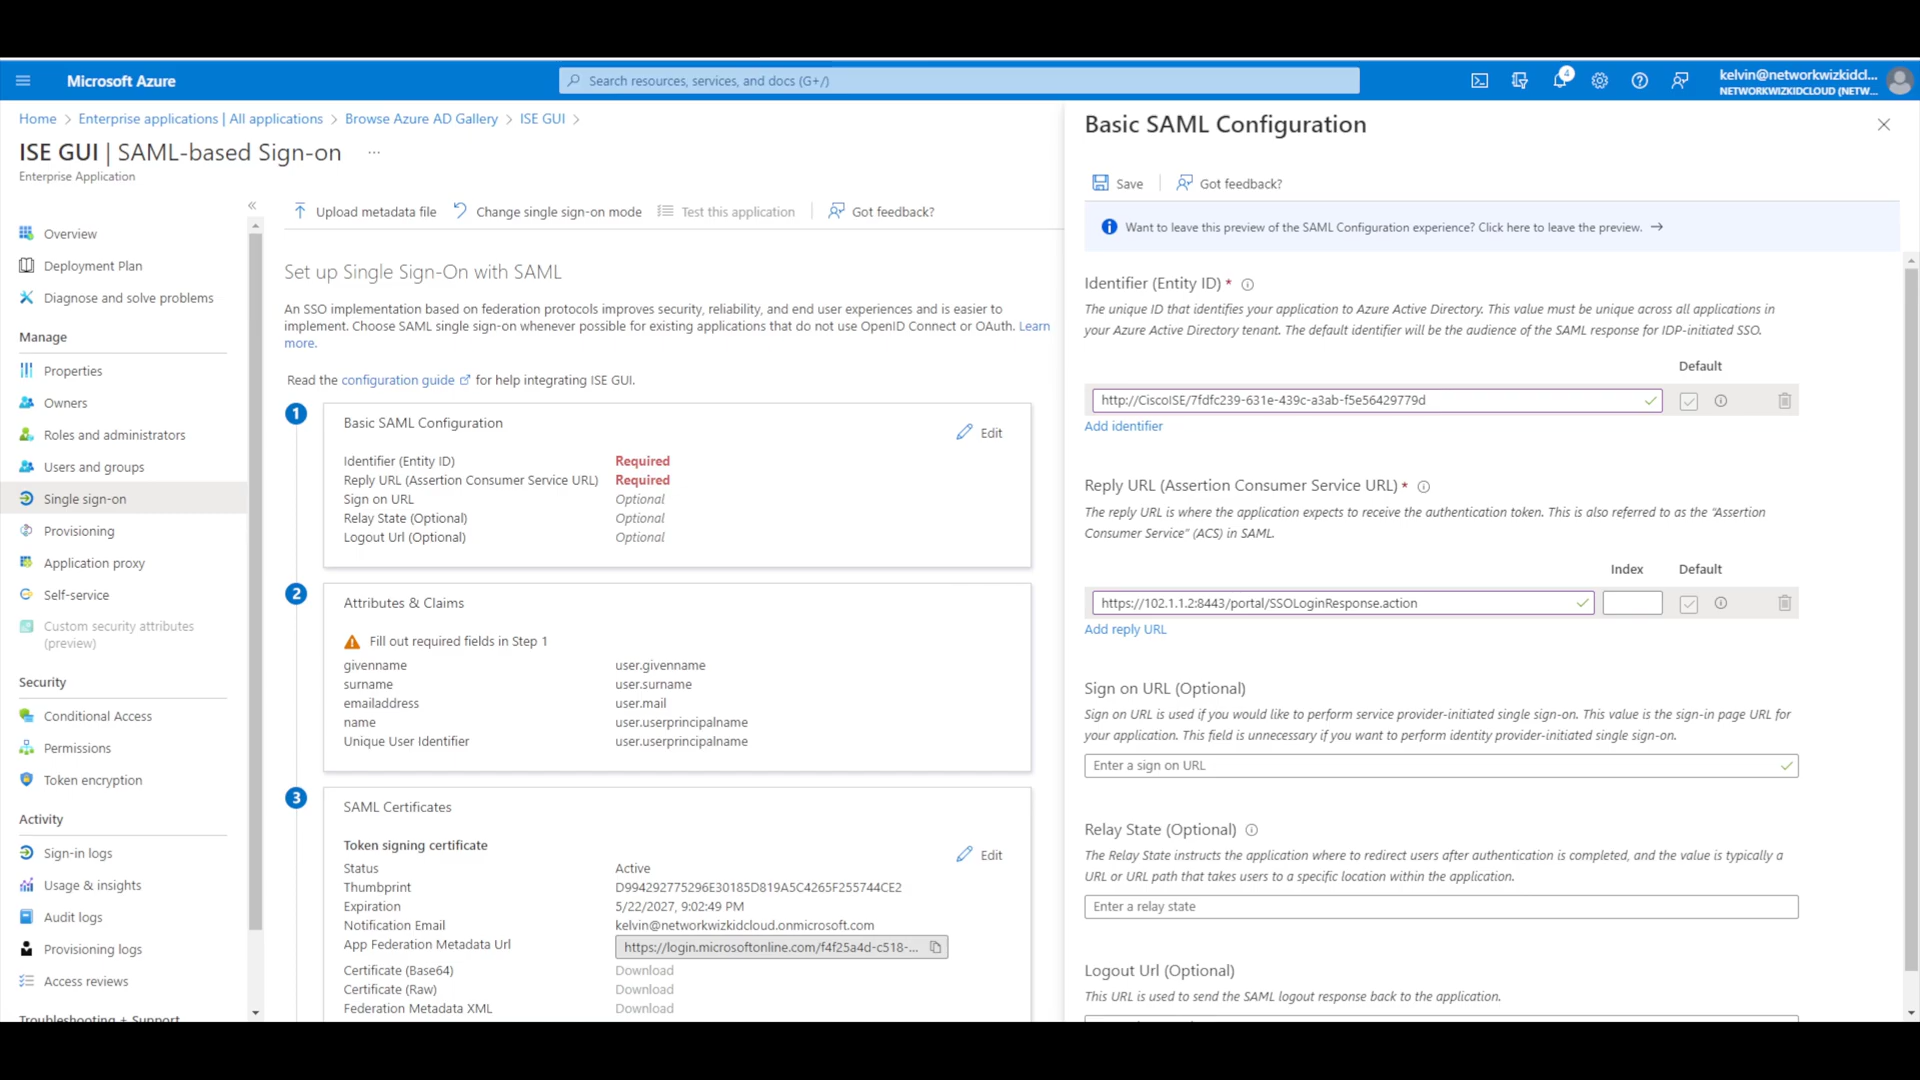 Microsoft Azure
Search resources, services, and docs (G+/)
4
kelvin@networkwizkidcl...
NETWORKWIZKIDCLOUD (NETW...
Home > Enterprise applications | All applications > Browse Azure AD Gallery > ISE GUI >
ISE GUI | SAML-based Sign-on ...
Enterprise Application
Overview
Deployment Plan
Diagnose and solve problems
Manage
Properties
Owners
Roles and administrators
Users and groups
Single sign-on
Provisioning
Application proxy
Self-service
Custom security attributes
(preview)
Security
Conditional Access
Permissions
Token encryption
Activity
Sign-in logs
Usage & insights
Audit logs
Provisioning logs
Access reviews
Troubleshooting + Support
Upload metadata file Change single sign-on mode Test this application Got feedback?
Set up Single Sign-On with SAML
An SSO implementation based on federation protocols improves security, reliability, and end user experiences and is easier to
implement. Choose SAML single sign-on whenever possible for existing applications that do not use OpenID Connect or OAuth. Learn
more.
Read the configuration guide for help integrating ISE GUI.
1
Basic SAML Configuration
Edit
Identifier (Entity ID) Required
Reply URL (Assertion Consumer Service URL) Required
Sign on URL Optional
Relay State (Optional) Optional
Logout Url (Optional) Optional
2
Attributes & Claims
Fill out required fields in Step 1
givenname user.givenname
surname user.surname
emailaddress user.mail
name user.userprincipalname
Unique User Identifier user.userprincipalname
3
SAML Certificates
Token signing certificate
Edit
Status Active
Thumbprint D994292775296E30185D819A5C4265F255744CE2
Expiration 5/22/2027, 9:02:49 PM
Notification Email kelvin@networkwizkidcloud.onmicrosoft.com
App Federation Metadata Url https://login.microsoftonline.com/f4f25a4d-c518-...
Certificate (Base64) Download
Certificate (Raw) Download
Federation Metadata XML Download
Basic SAML Configuration
Save Got feedback?
Want to leave this preview of the SAML Configuration experience? Click here to leave the preview. →
Identifier (Entity ID) *
The unique ID that identifies your application to Azure Active Directory. This value must be unique across all applications in
your Azure Active Directory tenant. The default identifier will be the audience of the SAML response for IDP-initiated SSO.
Default
http://CiscoISE/7fdfc239-631e-439c-a3ab-f5e56429779d
Add identifier
Reply URL (Assertion Consumer Service URL) *
The reply URL is where the application expects to receive the authentication token. This is also referred to as the "Assertion
Consumer Service" (ACS) in SAML.
Index Default
https://102.1.1.2:8443/portal/SSOLoginResponse.action
Add reply URL
Sign on URL (Optional)
Sign on URL is used if you would like to perform service provider-initiated single sign-on. This value is the sign-in page URL for
your application. This field is unnecessary if you want to perform identity provider-initiated single sign-on.
Enter a sign on URL
Relay State (Optional)
The Relay State instructs the application where to redirect users after authentication is completed, and the value is typically a
URL or URL path that takes users to a specific location within the application.
Enter a relay state
Logout Url (Optional)
This URL is used to send the SAML logout response back to the application.